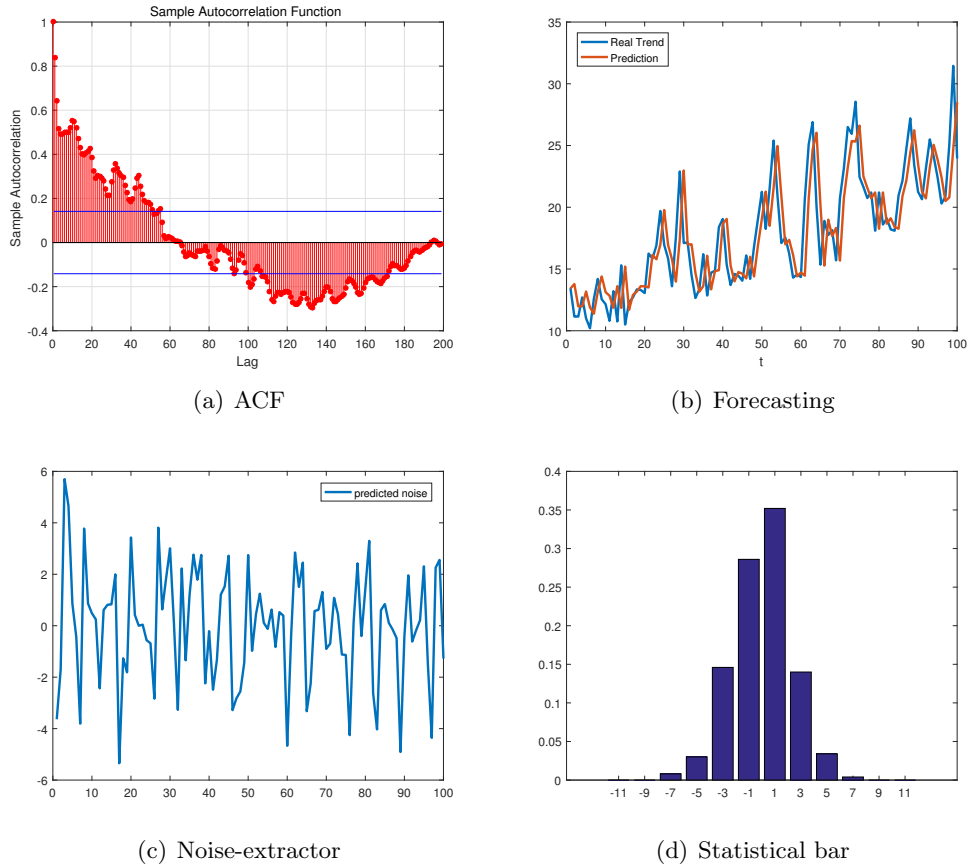 Sample Autocorrelation Function
1
0.8
0.6
0.4
0.2
0
-0.2
-0.4
Sample Autocorrelation
0 20 40 60 80 100 120 140 160 180 200
Lag
(a) ACF
35
30
25
20
15
10
Real Trend
Prediction
0 10 20 30 40 50 60 70 80 90 100
t
(b) Forecasting
6
4
2
0
-2
-4
-6
predicted noise
0 10 20 30 40 50 60 70 80 90 100
(c) Noise-extractor
0.4
0.35
0.3
0.25
0.2
0.15
0.1
0.05
0
-11 -9 -7 -5 -3 -1 1 3 5 7 9 11
(d) Statistical bar